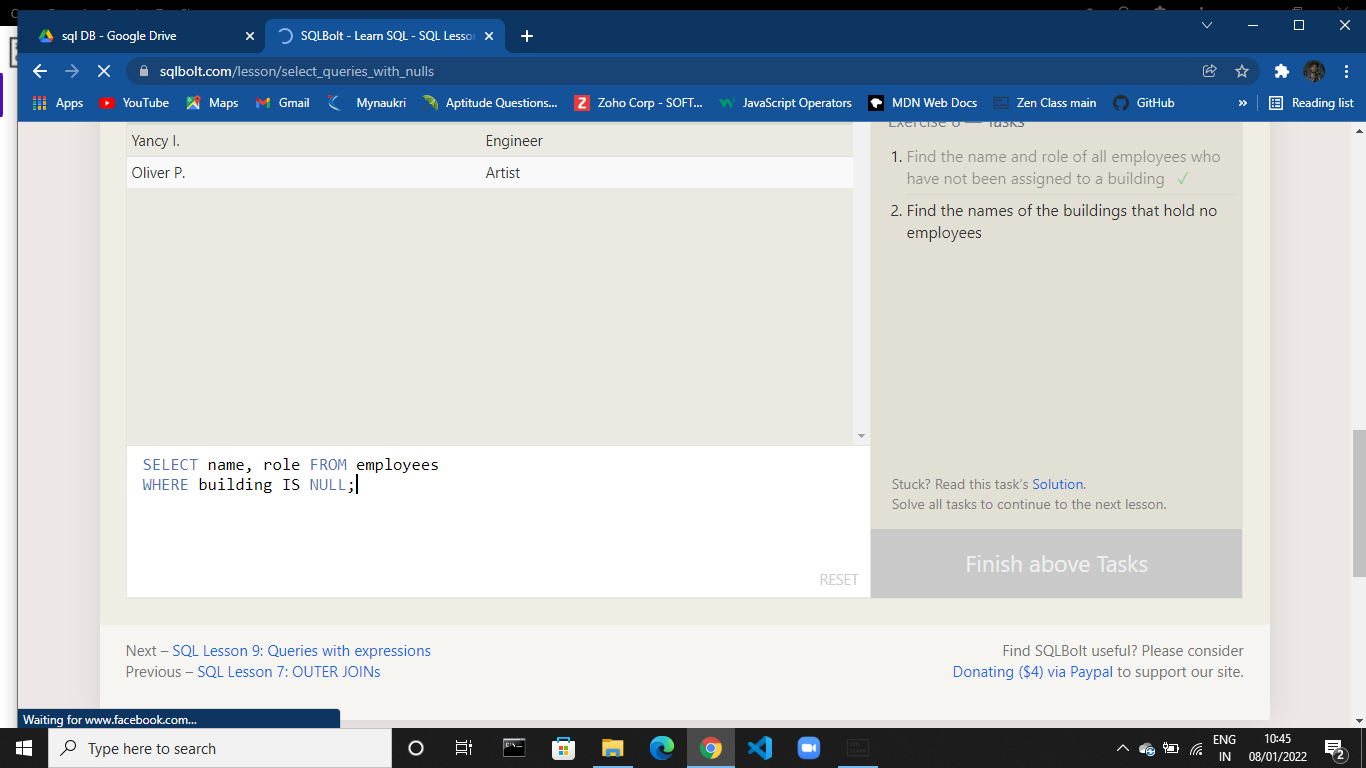 sql DB - Google Drive
SQLBolt - Learn SQL - SQL Lesson
sqlbolt.com/lesson/select_queries_with_nulls
Apps YouTube Maps Gmail Mynaukri Aptitude Questions... Zoho Corp - SOFT... JavaScript Operators MDN Web Docs Zen Class main GitHub » Reading list
Yancy I. Engineer
Oliver P. Artist
SELECT name, role FROM employees
WHERE building IS NULL;
RESET
Exercise 8 — Tasks
1. Find the name and role of all employees who
have not been assigned to a building ✓
2. Find the names of the buildings that hold no
employees
Stuck? Read this task's Solution.
Solve all tasks to continue to the next lesson.
Finish above Tasks
Next – SQL Lesson 9: Queries with expressions
Previous – SQL Lesson 7: OUTER JOINs
Find SQLBolt useful? Please consider
Donating ($4) via Paypal to support our site.
Waiting for www.facebook.com...
Type here to search
ENG
IN
10:45
08/01/2022
2